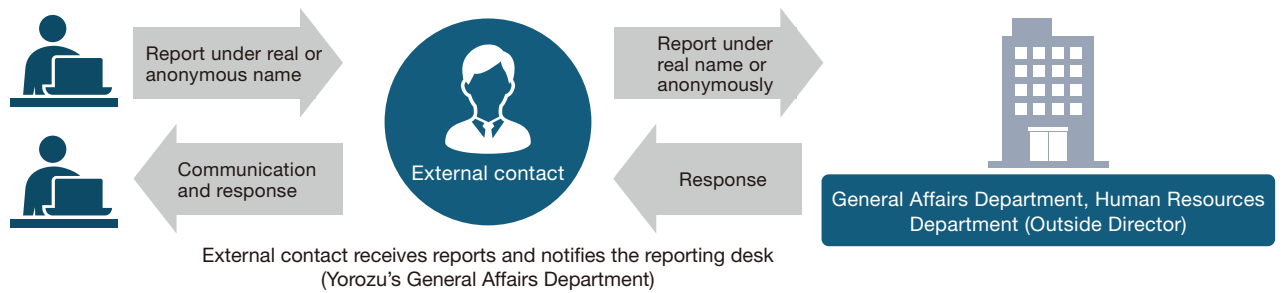 Report under real or
anonymous name
Report under
real name or
anonymously
Communication
and response
External contact
Response
General Affairs Department, Human Resources
Department (Outside Director)
External contact receives reports and notifies the reporting desk
(Yorozu's General Affairs Department)